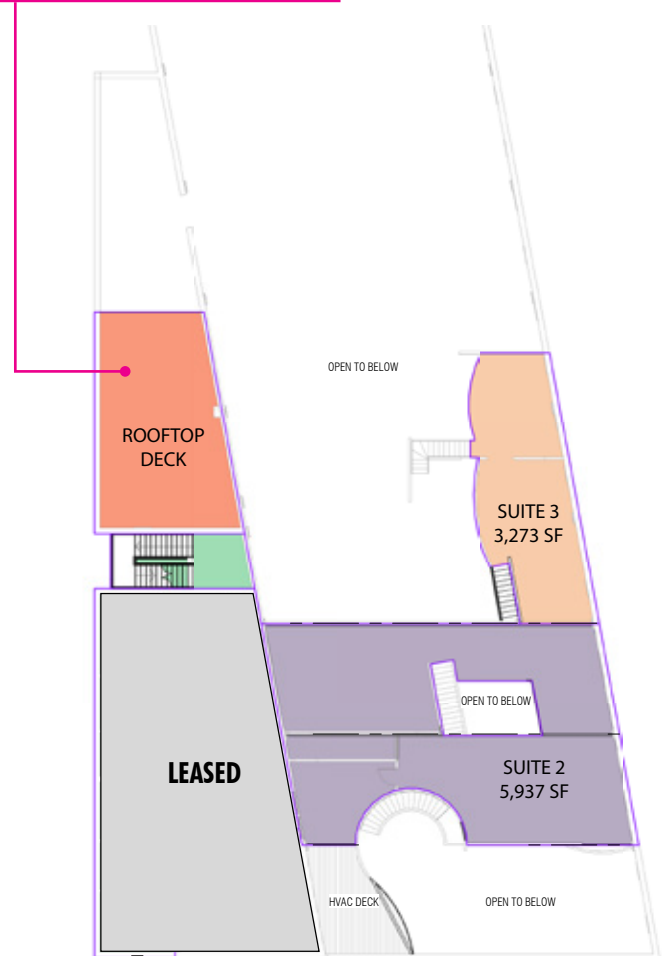 OPEN TO BELOW
ROOFTOP
DECK
SUITE 3
3,273 SF
OPEN TO BELOW
LEASED
SUITE 2
5,937 SF
HVAC DECK
OPEN TO BELOW